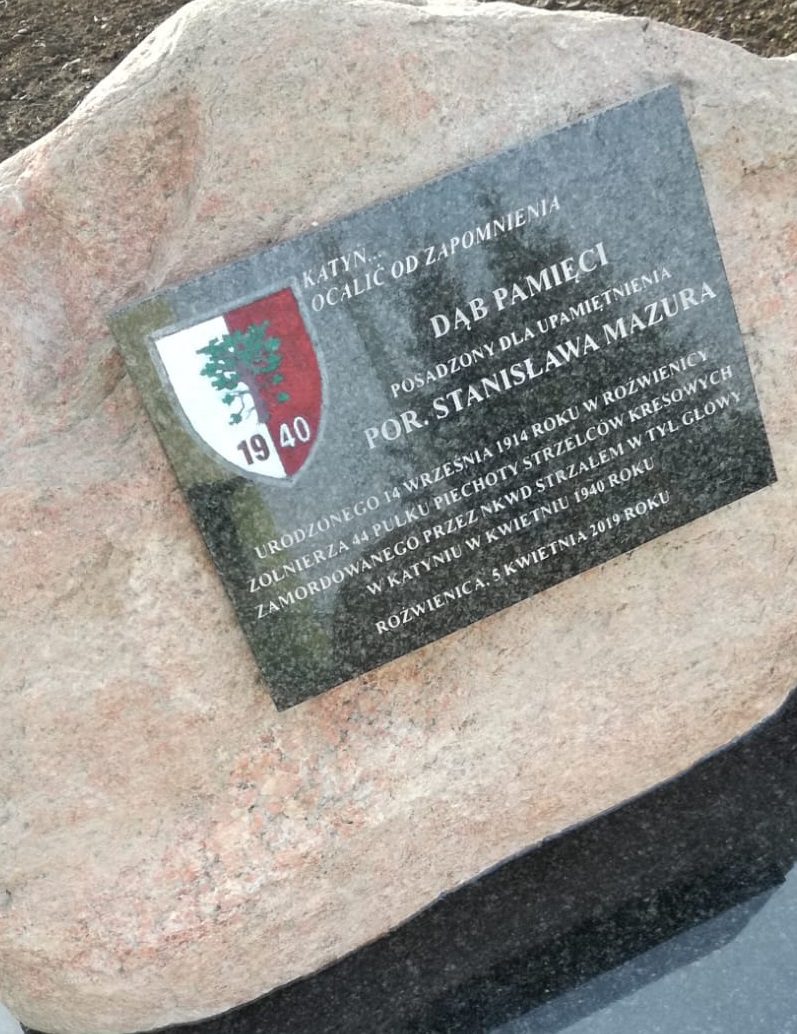 KATYŃ...
OCALIĆ OD ZAPOMNIENIA
DĄB PAMIĘCI
POSADZONY DLA UPAMIĘTNIENIA
POR. STANISŁAWA MAZURA
URODZONEGO 14 WRZEŚNIA 1914 ROKU W ROŹWIENICY
ŻOŁNIERZA 44 PUŁKU PIECHOTY STRZELCÓW KRESOWYCH
ZAMORDOWANEGO PRZEZ NKWD STRZAŁEM W TYŁ GŁOWY
W KATYNIU W KWIETNIU 1940 ROKU
ROŹWIENICA, 5 KWIETNIA 2019 ROKU
19 40